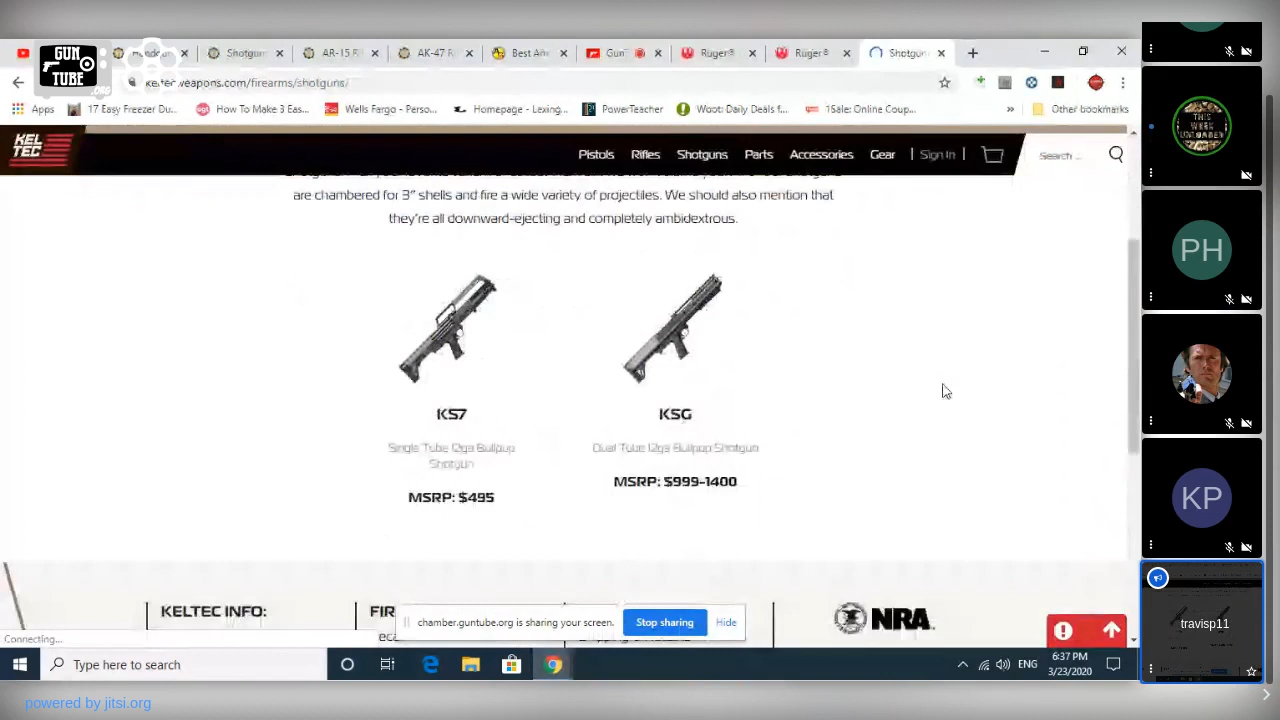 GUN
TUBE
.ORG
Shotgun
AR-15 R
AK-47 R
Best Ane
Gun
Ruger®
Ruger®
Shotgun
keltecweapons.com/firearms/shotguns/
Apps
17 Easy Freezer Du...
How To Make 3 Eas...
Wells Fargo - Perso...
Homepage - Lexing...
PowerTeacher
Woot: Daily Deals f...
1Sale: Online Coup...
»
Other bookmarks
KEL
TEC
Pistols
Rifles
Shotguns
Parts
Accessories
Gear
Sign In
Search ...
are chambered for 3" shells and fire a wide variety of projectiles. We should also mention that
they're all downward-ejecting and completely ambidextrous.
KS7
KSG
Single Tube 12ga Bullpup
Shotgun
Dual Tube 12ga Bullpup Shotgun
MSRP: $495
MSRP: $999-1400
KELTEC INFO:
FIR
NRA
chamber.guntube.org is sharing your screen.
Stop sharing
Hide
Connecting...
Type here to search
ENG
6:37 PM
3/23/2020
THIS
WEEK
UNLOADED
PH
KP
travisp11
powered by jitsi.org